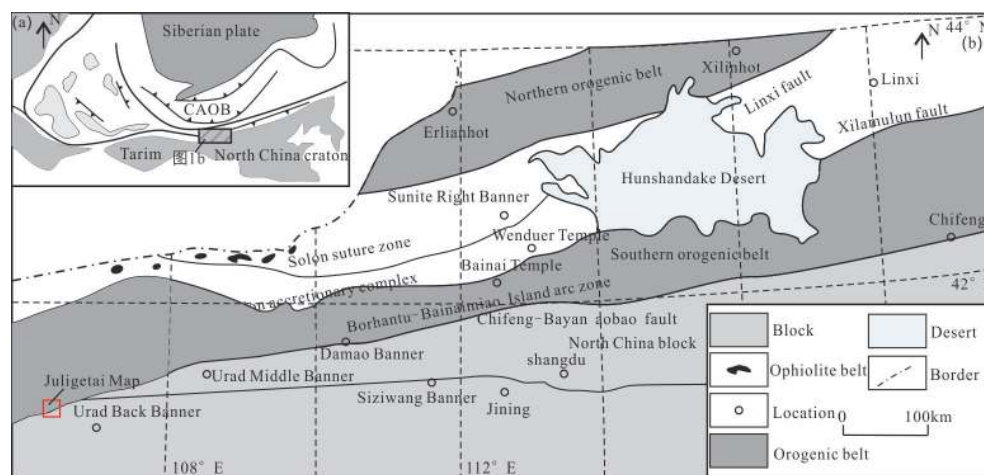 (a)
N
Siberian plate
CAOB
Tarim
图1b
North China craton
44° N
N
(b)
Xilinhot
Northern orogenic belt
Linxi fault
Linxi
Erlianhot
Xilamulun fault
Hunshandake Desert
Sunite Right Banner
Chifeng
Wenduer Temple
Solon suture zone
Southern orogenic belt
Bainai Temple
on accretionary complex
42°
Borhantu-Bainaimiao Island arc zone
Chifeng-Bayan aobao fault
North China block
Damao Banner
shangdu
Juligetai Map
Urad Middle Banner
Siziwang Banner
Urad Back Banner
Jining
108° E
112° E
Block
Desert
Ophiolite belt
Border
Location
0 100km
Orogenic belt